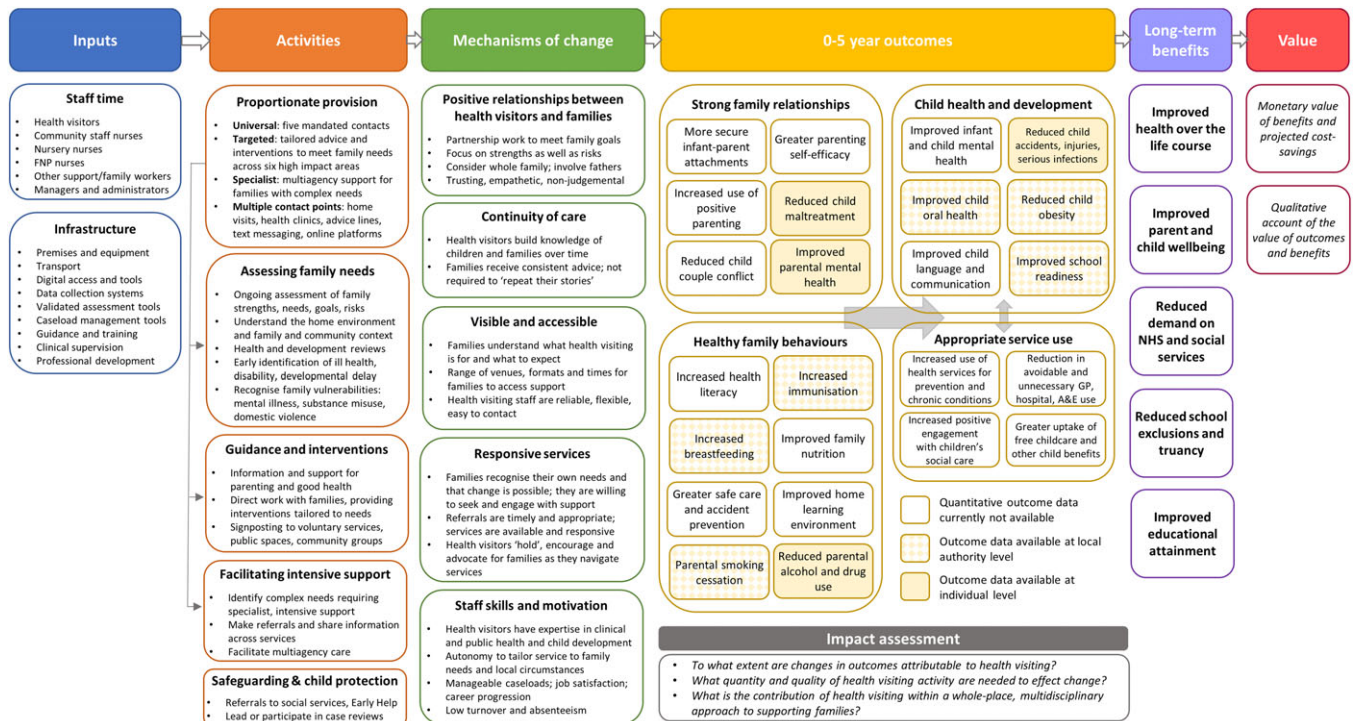 Inputs
Activities
Mechanisms of change
0-5 year outcomes
Long-term
benefits
Value
Staff time
• Health visitors
• Community staff nurses
• Nursery nurses
• FNP nurses
• Other support/family workers
• Managers and administrators
Infrastructure
• Premises and equipment
• Transport
• Digital access and tools
• Data collection systems
• Validated assessment tools
• Caseload management tools
• Guidance and training
• Clinical supervision
• Professional development
Proportionate provision
• Universal: five mandated contacts
• Targeted: tailored advice and
interventions to meet family needs
across six high impact areas
• Specialist: multiagency support for
families with complex needs
• Multiple contact points: home
visits, health clinics, advice lines,
text messaging, online platforms
Assessing family needs
• Ongoing assessment of family
strengths, needs, goals, risks
• Understand the home environment
and family and community context
• Health and development reviews
• Early identification of ill health,
disability, developmental delay
• Recognise family vulnerabilities:
mental illness, substance misuse,
domestic violence
Guidance and interventions
• Information and support for
parenting and good health
• Direct work with families, providing
interventions tailored to needs
• Signposting to voluntary services,
public spaces, community groups
Facilitating intensive support
• Identify complex needs requiring
specialist, intensive support
• Make referrals and share information
across services
• Facilitate multiagency care
Safeguarding & child protection
• Referrals to social services, Early Help
• Lead or participate in case reviews
Positive relationships between
health visitors and families
• Partnership work to meet family goals
• Focus on strengths as well as risks
• Consider whole family; involve fathers
• Trusting, empathetic, non-judgemental
Continuity of care
• Health visitors build knowledge of
children and families over time
• Families receive consistent advice; not
required to ‘repeat their stories’
Visible and accessible
• Families understand what health visiting
is for and what to expect
• Range of venues, formats and times for
families to access support
• Health visiting staff are reliable, flexible,
easy to contact
Responsive services
• Families recognise their own needs and
that change is possible; they are willing
to seek and engage with support
• Referrals are timely and appropriate;
services are available and responsive
• Health visitors ‘hold’, encourage and
advocate for families as they navigate
services
Staff skills and motivation
• Health visitors have expertise in clinical
and public health and child development
• Autonomy to tailor service to family
needs and local circumstances
• Manageable caseloads; job satisfaction;
career progression
• Low turnover and absenteeism
Strong family relationships
More secure
infant-parent
attachments
Greater parenting
self-efficacy
Increased use of
positive
parenting
Reduced child
maltreatment
Reduced child
couple conflict
Improved
parental mental
health
Healthy family behaviours
Increased health
literacy
Increased
immunisation
Increased
breastfeeding
Improved family
nutrition
Greater safe care
and accident
prevention
Improved home
learning
environment
Parental smoking
cessation
Reduced parental
alcohol and drug
use
Child health and development
Improved infant
and child mental
health
Reduced child
accidents, injuries,
serious infections
Improved child
oral health
Reduced child
obesity
Improved child
language and
communication
Improved school
readiness
Appropriate service use
Increased use of
health services for
prevention and
chronic conditions
Reduction in
avoidable and
unnecessary GP,
hospital, A&E use
Increased positive
engagement
with children’s
social care
Greater uptake of
free childcare and
other child benefits
Quantitative outcome data
currently not available
Outcome data available at local
authority level
Outcome data available at
individual level
Impact assessment
• To what extent are changes in outcomes attributable to health visiting?
• What quantity and quality of health visiting activity are needed to effect change?
• What is the contribution of health visiting within a whole-place, multidisciplinary
approach to supporting families?
Improved
health over the
life course
Improved
parent and
child wellbeing
Reduced
demand on
NHS and social
services
Reduced school
exclusions and
truancy
Improved
educational
attainment
Monetary value
of benefits and
projected cost-
savings
Qualitative
account of the
value of outcomes
and benefits